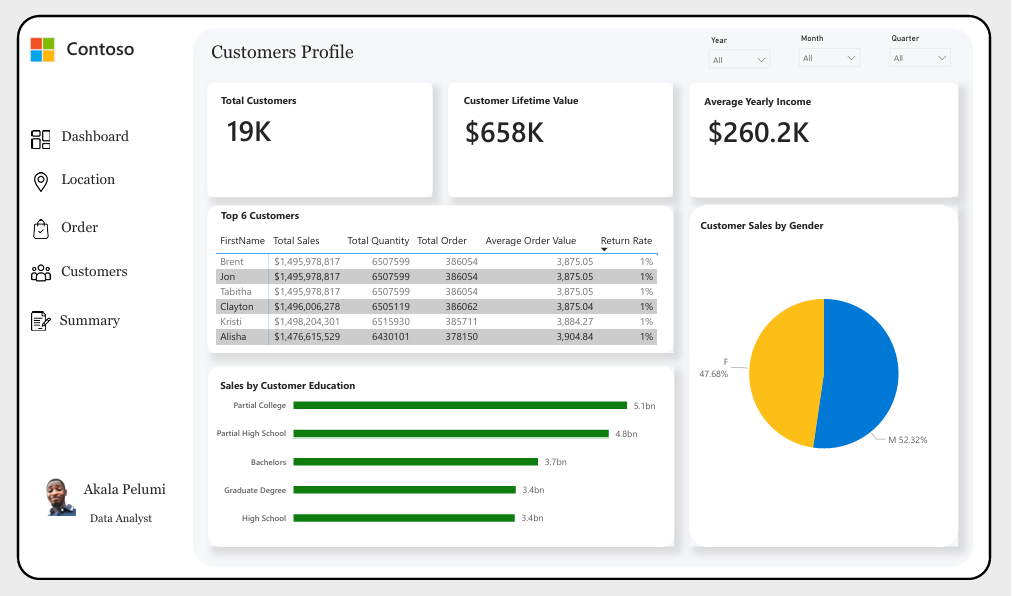 Contoso
Customers Profile
Year
All
Month
All
Quarter
All
Dashboard
Location
Order
Customers
Summary
Akala Pelumi
Data Analyst
Total Customers
19K
Customer Lifetime Value
$658K
Average Yearly Income
$260.2K
Top 6 Customers
FirstName Total Sales Total Quantity Total Order Average Order Value Return Rate
Brent $1,495,978,817 6507599 386054 3,875.05 1%
Jon $1,495,978,817 6507599 386054 3,875.05 1%
Tabitha $1,495,978,817 6507599 386054 3,875.05 1%
Clayton $1,496,006,278 6505119 386062 3,875.04 1%
Kristi $1,498,204,301 6515930 385711 3,884.27 1%
Alisha $1,476,615,529 6430101 378150 3,904.84 1%
Customer Sales by Gender
F
47.68%
M 52.32%
Sales by Customer Education
Partial College 5.1bn
Partial High School 4.8bn
Bachelors 3.7bn
Graduate Degree 3.4bn
High School 3.4bn